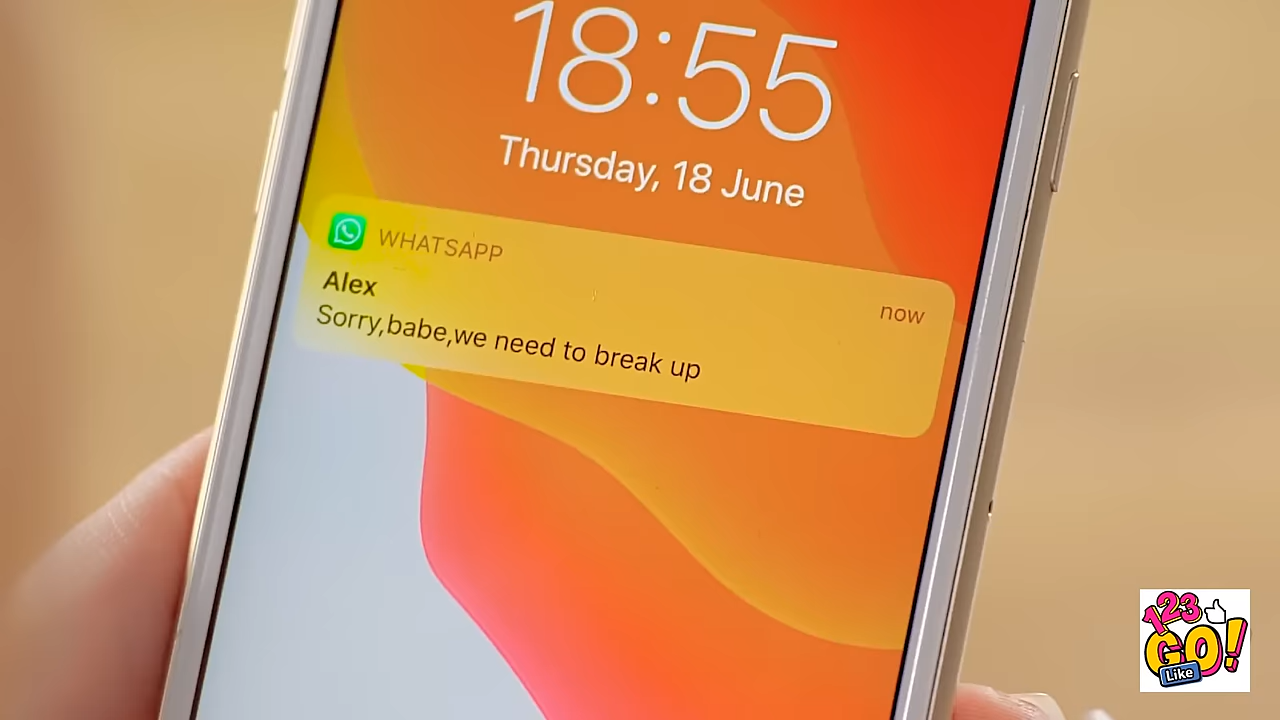 18:55
Thursday, 18 June
WHATSAPP
now
Alex
Sorry,babe,we need to break up
123
GO!
Like